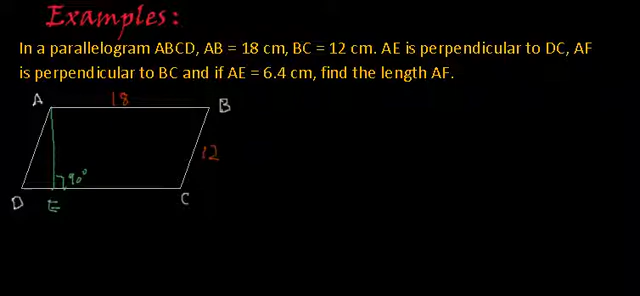 Examples:
In a parallelogram ABCD, AB = 18 cm, BC = 12 cm. AE is perpendicular to DC, AF
is perpendicular to BC and if AE = 6.4 cm, find the length AF.
A 18 B
12
90°
D E C